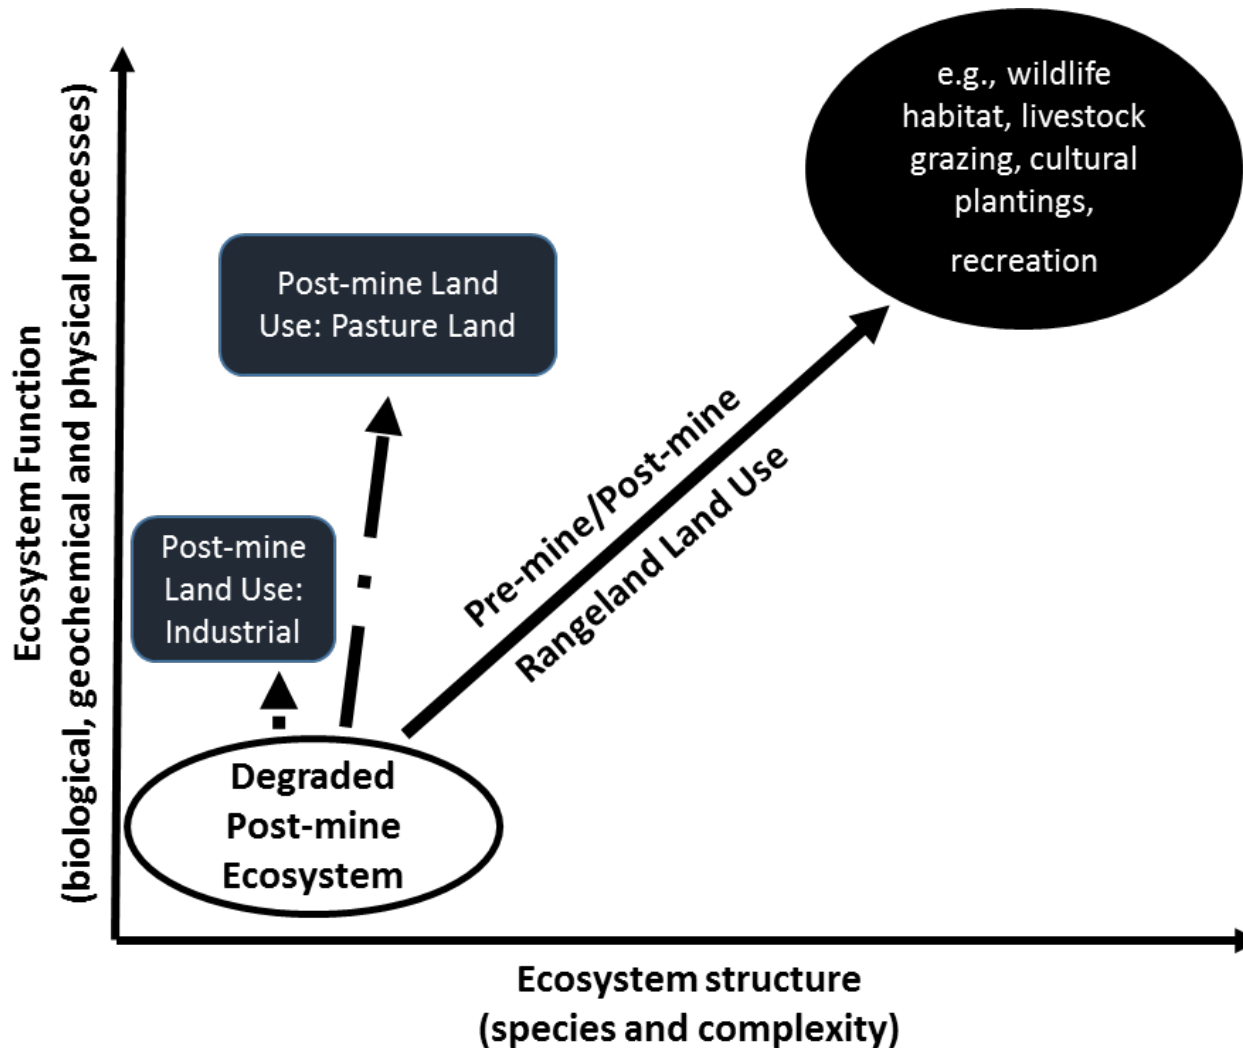 Ecosystem Function
(biological, geochemical and physical processes)
e.g., wildlife
habitat, livestock
grazing, cultural
plantings,
recreation
Post-mine Land
Use: Pasture Land
Pre-mine/Post-mine
Rangeland Land Use
Post-mine
Land Use:
Industrial
Degraded
Post-mine
Ecosystem
Ecosystem structure
(species and complexity)